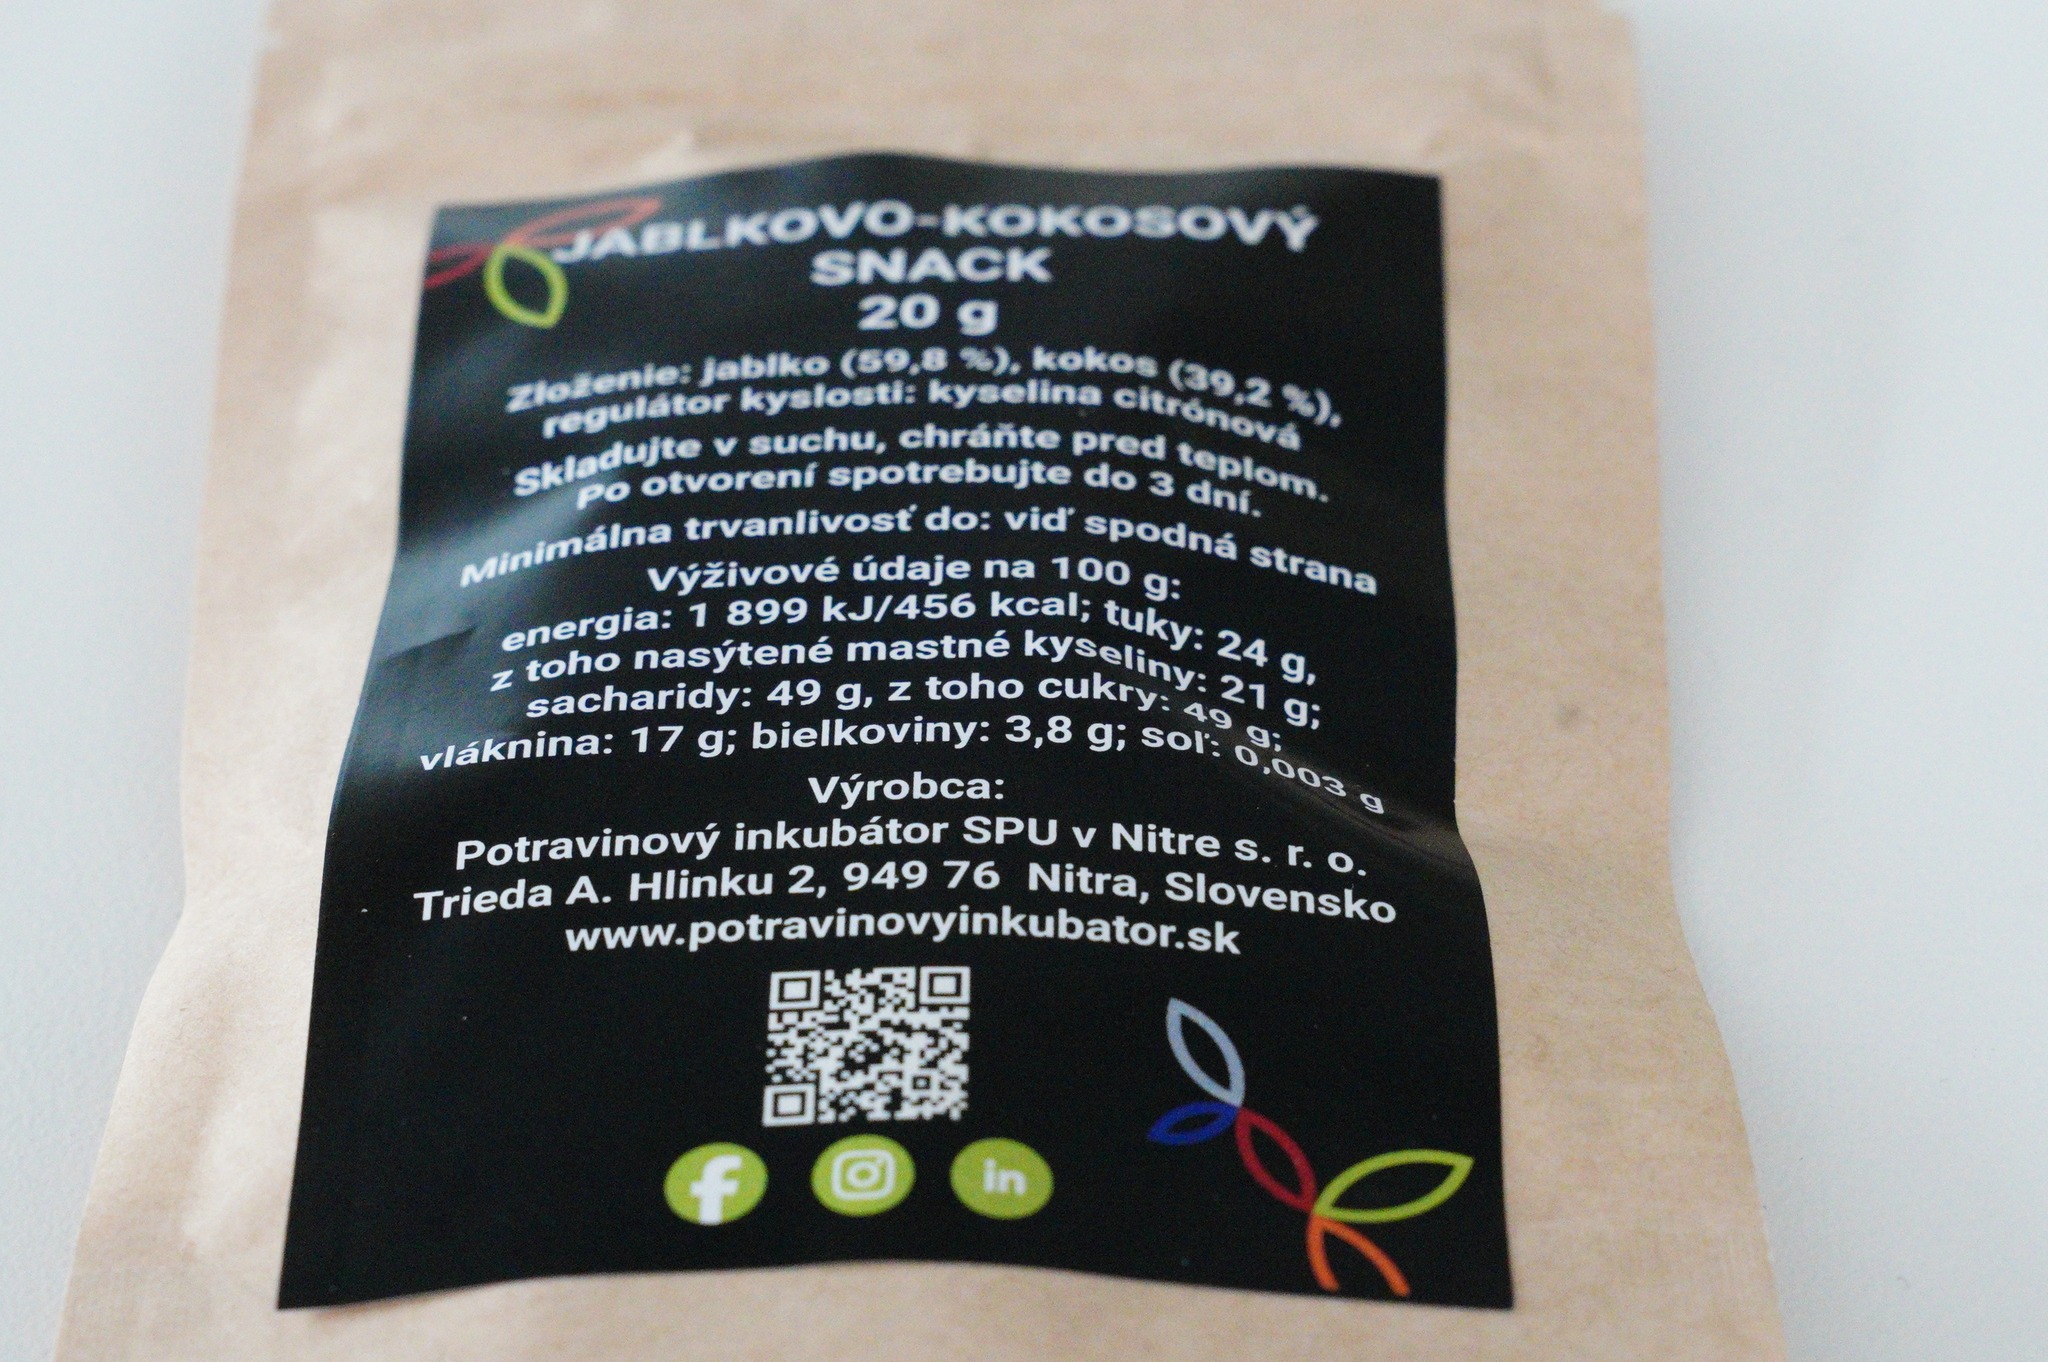 JABLKOVO-KOKOSOVÝ
SNACK
20 g
Zloženie: jablko (59,8 %), kokos (39,2 %),
regulátor kyslosti: kyselina citrónová
Skladujte v suchu, chráňte pred teplom.
Po otvorení spotrebujte do 3 dní.
Minimálna trvanlivosť do: viď spodná strana
Výživové údaje na 100 g:
energia: 1 899 kJ/456 kcal; tuky: 24 g,
z toho nasýtené mastné kyseliny: 21 g;
sacharidy: 49 g, z toho cukry: 49 g;
vláknina: 17 g; bielkoviny: 3,8 g; soľ: 0,003 g
Výrobca:
Potravinový inkubátor SPU v Nitre s. r. o.
Trieda A. Hlinku 2, 949 76 Nitra, Slovensko
www.potravinovyinkubator.sk
f in